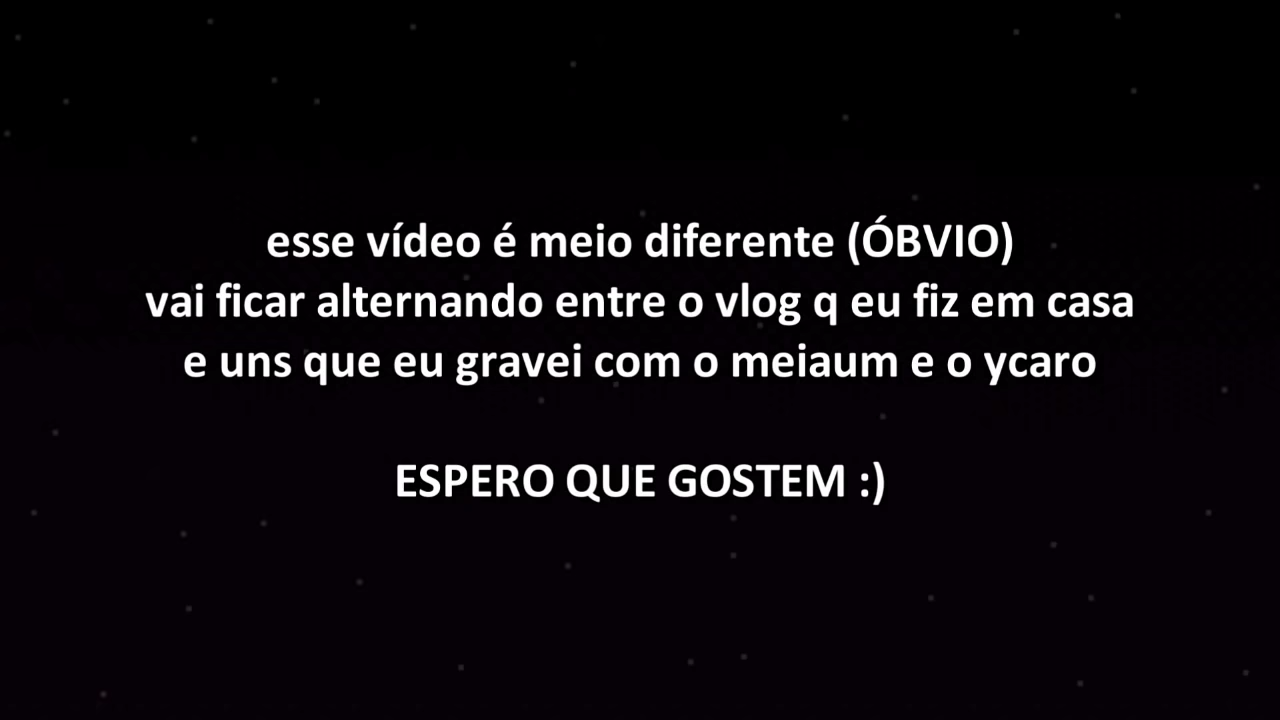 esse vídeo é meio diferente (ÓBVIO)
vai ficar alternando entre o vlog q eu fiz em casa
e uns que eu gravei com o meiaum e o ycaro
ESPERO QUE GOSTEM :)